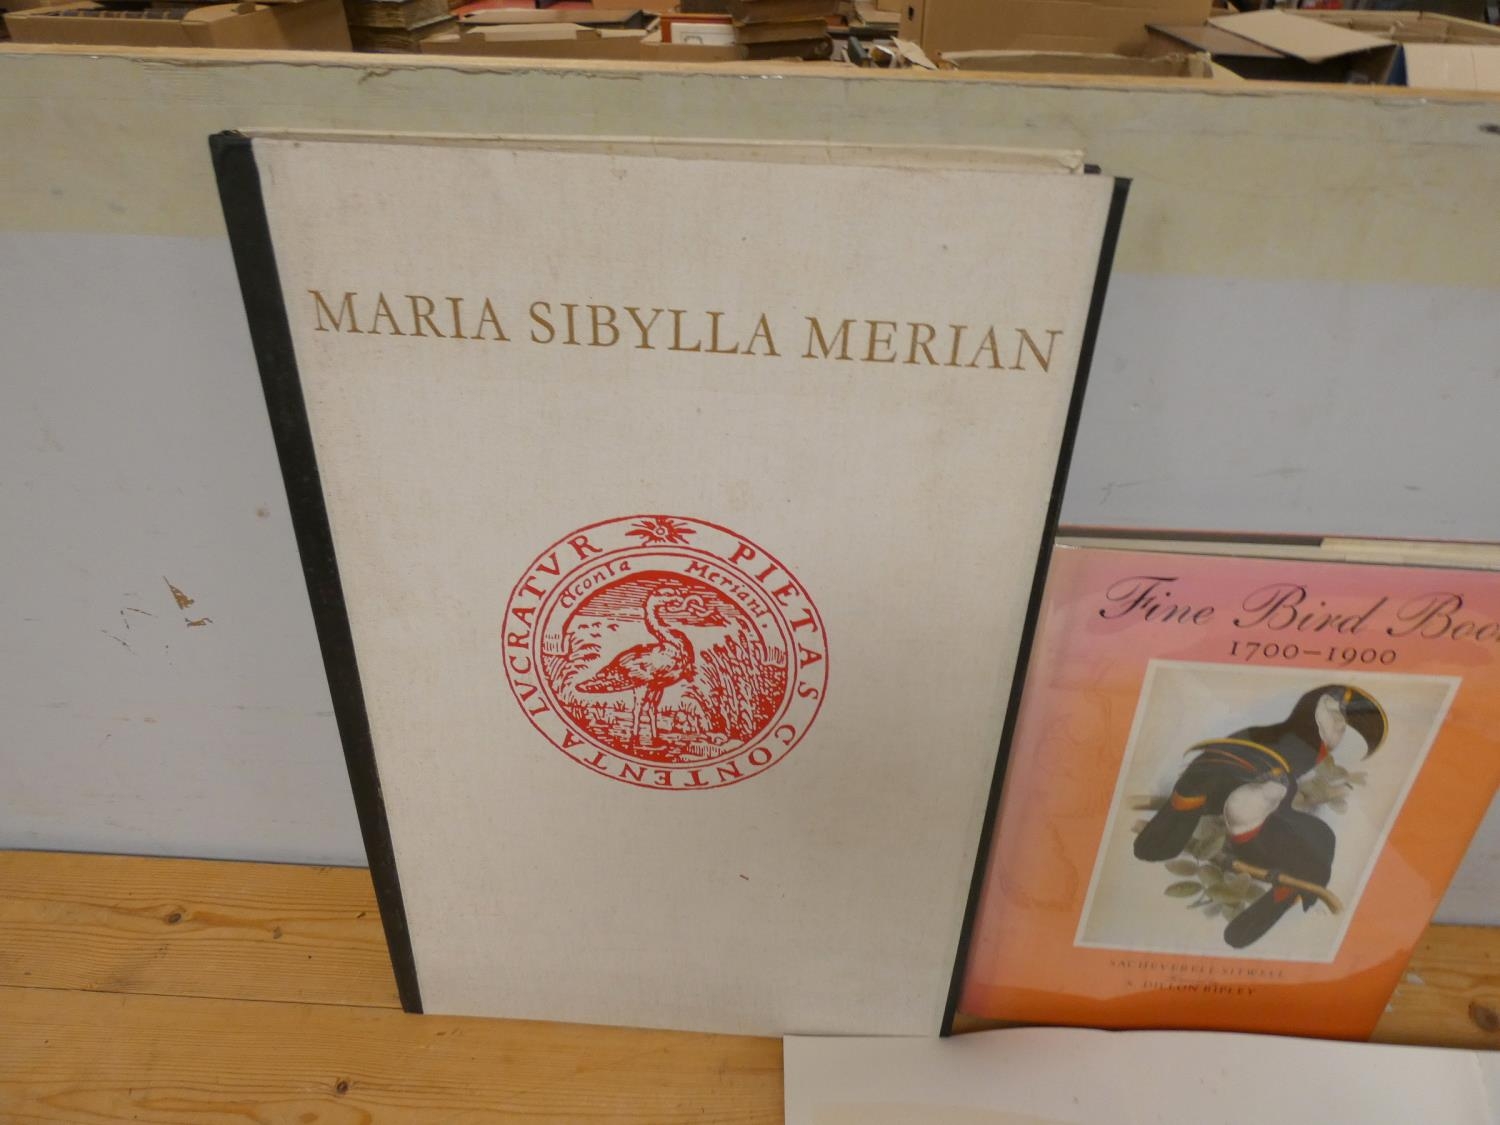 MARIA SIBYLLA MERIAN
PIETAS CONTENTA LVCRATVR
Ciconia Meriani.
Fine Bird Boo
1700–1900
SACHEVERELL SITWELL
S. DILLON RIPLEY